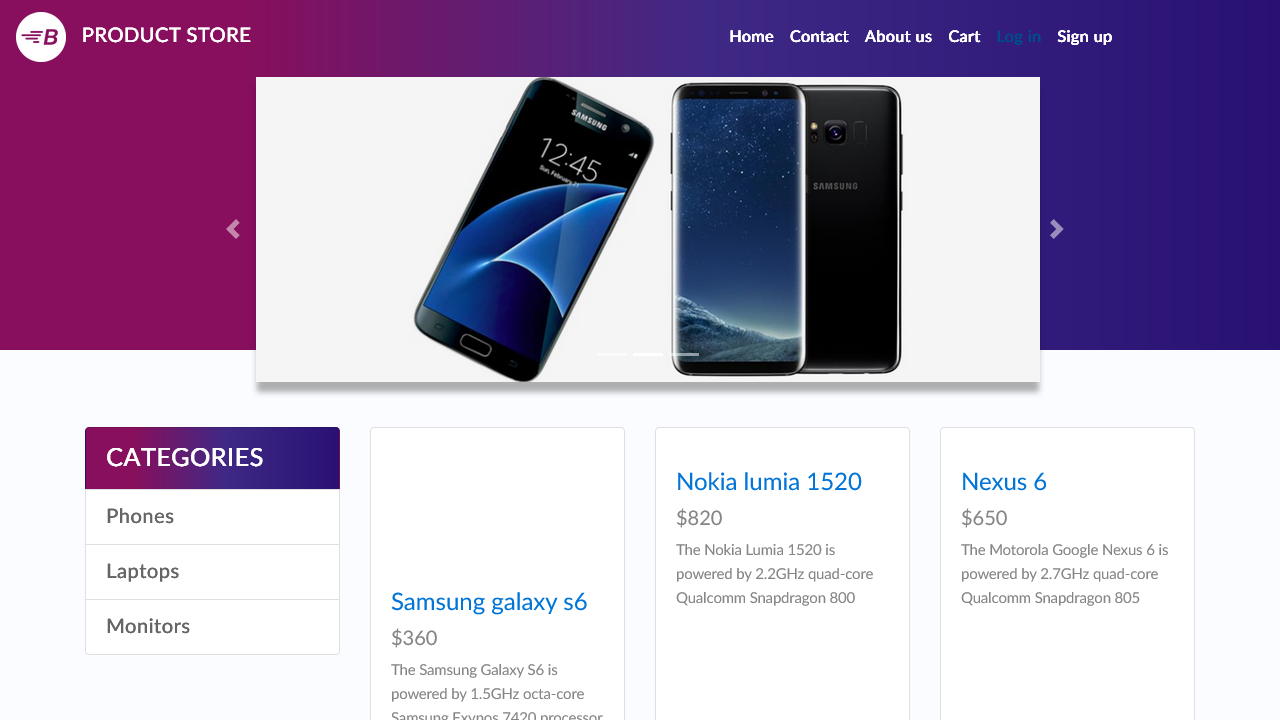 B PRODUCT STORE
Home Contact About us Cart Log in Sign up
SAMSUNG
12:45
Sun, February 21
SAMSUNG
CATEGORIES
Phones
Laptops
Monitors
Samsung galaxy s6
$360
The Samsung Galaxy S6 is
powered by 1.5GHz octa-core
Samsung Exynos 7420 processor
Nokia lumia 1520
$820
The Nokia Lumia 1520 is
powered by 2.2GHz quad-core
Qualcomm Snapdragon 800
Nexus 6
$650
The Motorola Google Nexus 6 is
powered by 2.7GHz quad-core
Qualcomm Snapdragon 805